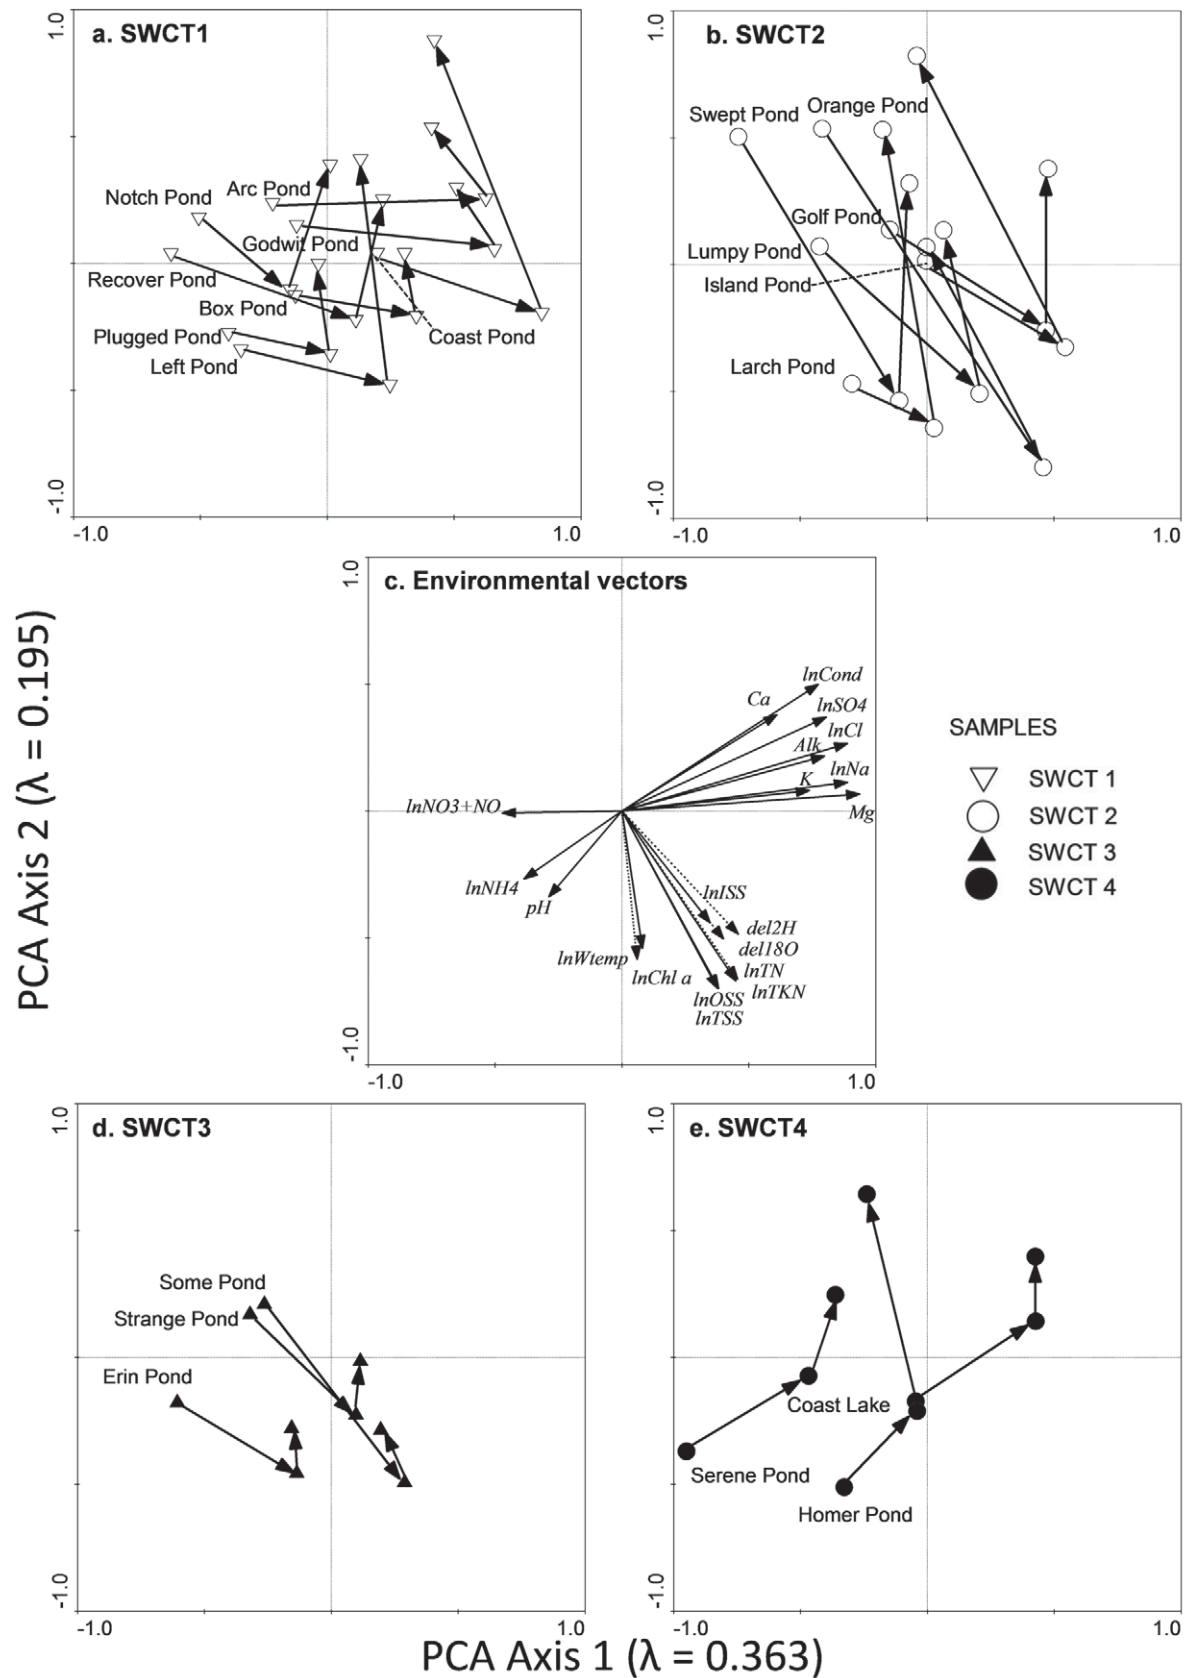 a. SWCT1
1.0
Notch Pond
Arc Pond
Godwit Pond
Recover Pond
Box Pond
Plugged Pond
Coast Pond
Left Pond
-1.0
-1.0
1.0
b. SWCT2
1.0
Swept Pond
Orange Pond
Golf Pond
Lumpy Pond
Island Pond
Larch Pond
-1.0
-1.0
1.0
c. Environmental vectors
1.0
lnCond
Ca
lnSO4
lnCl
Alk
lnNa
K
Mg
lnNO3+NO
lnNH4
pH
lnISS
del2H
del18O
lnWtemp
lnChl a
lnTN
lnTKN
lnOSS
lnTSS
-1.0
-1.0
1.0
SAMPLES
SWCT 1
SWCT 2
SWCT 3
SWCT 4
PCA Axis 2 (λ = 0.195)
d. SWCT3
1.0
Some Pond
Strange Pond
Erin Pond
-1.0
-1.0
1.0
e. SWCT4
1.0
Coast Lake
Serene Pond
Homer Pond
-1.0
-1.0
1.0
PCA Axis 1 (λ = 0.363)